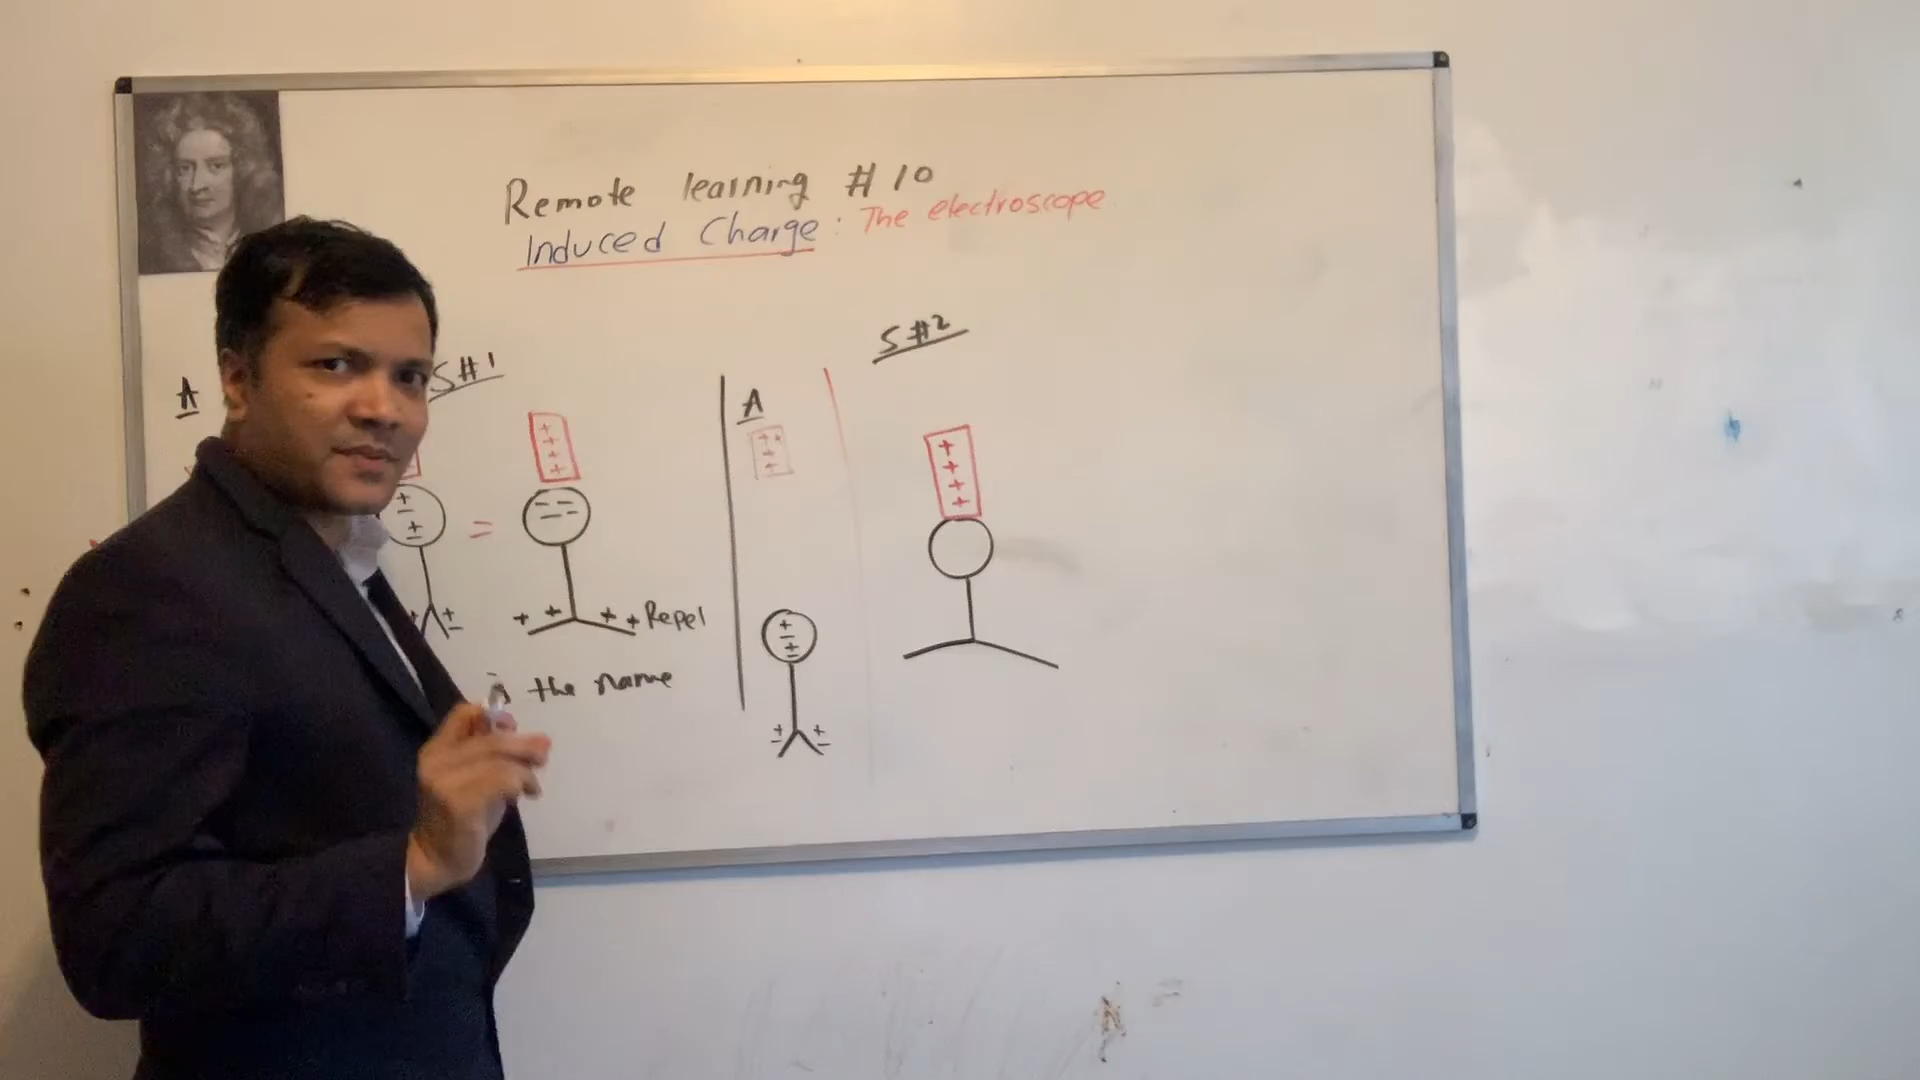 Remote learning #10
Induced Charge: The electroscope
A
S#1
+ + + +
+ -
+ -
=
- - - -
+ -
+ + + + Repel
the name
A
+ + + +
+ -
+ -
+ - + -
S#2
+ + + +